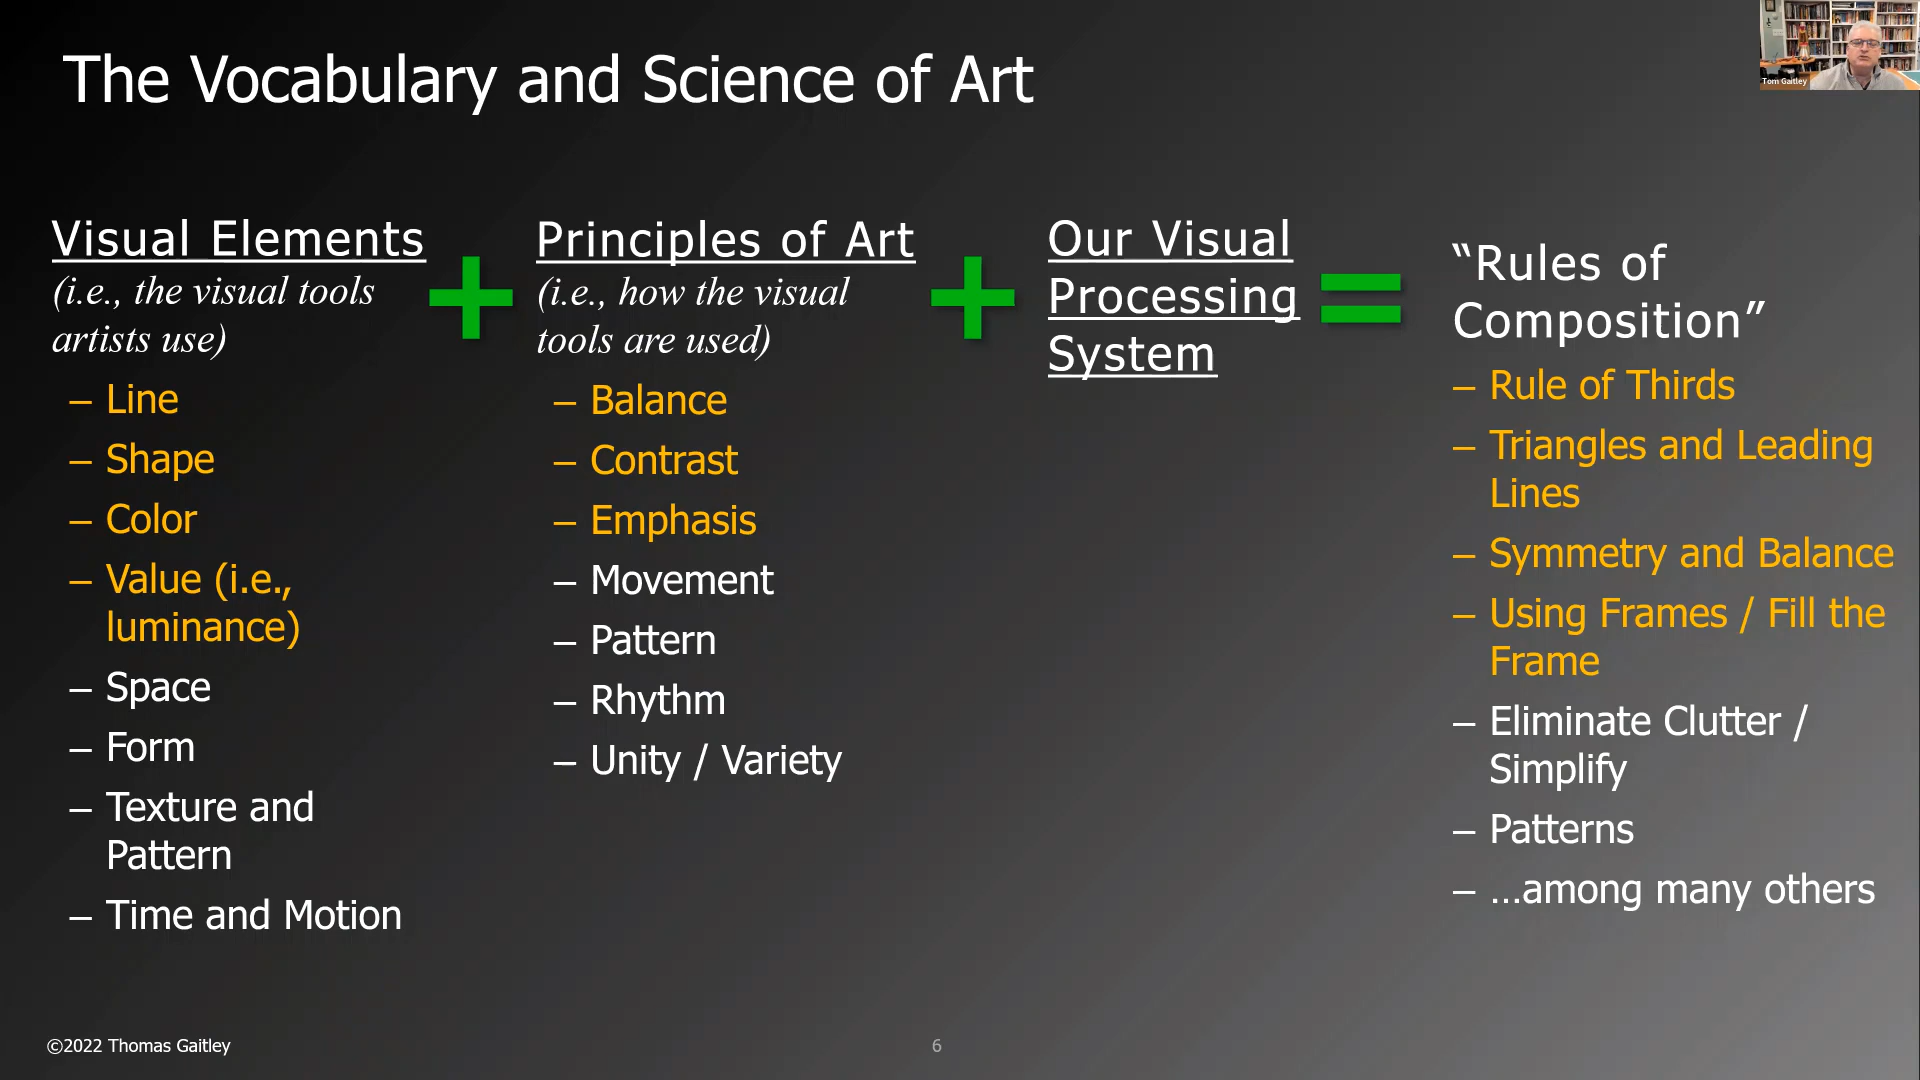 The Vocabulary and Science of Art
Tom Gaitley
Visual Elements
(i.e., the visual tools
artists use)
– Line
– Shape
– Color
– Value (i.e.,
luminance)
– Space
– Form
– Texture and
Pattern
– Time and Motion
+
Principles of Art
(i.e., how the visual
tools are used)
– Balance
– Contrast
– Emphasis
– Movement
– Pattern
– Rhythm
– Unity / Variety
+
Our Visual
Processing
System
=
“Rules of
Composition”
– Rule of Thirds
– Triangles and Leading
Lines
– Symmetry and Balance
– Using Frames / Fill the
Frame
– Eliminate Clutter /
Simplify
– Patterns
– …among many others
©2022 Thomas Gaitley
6